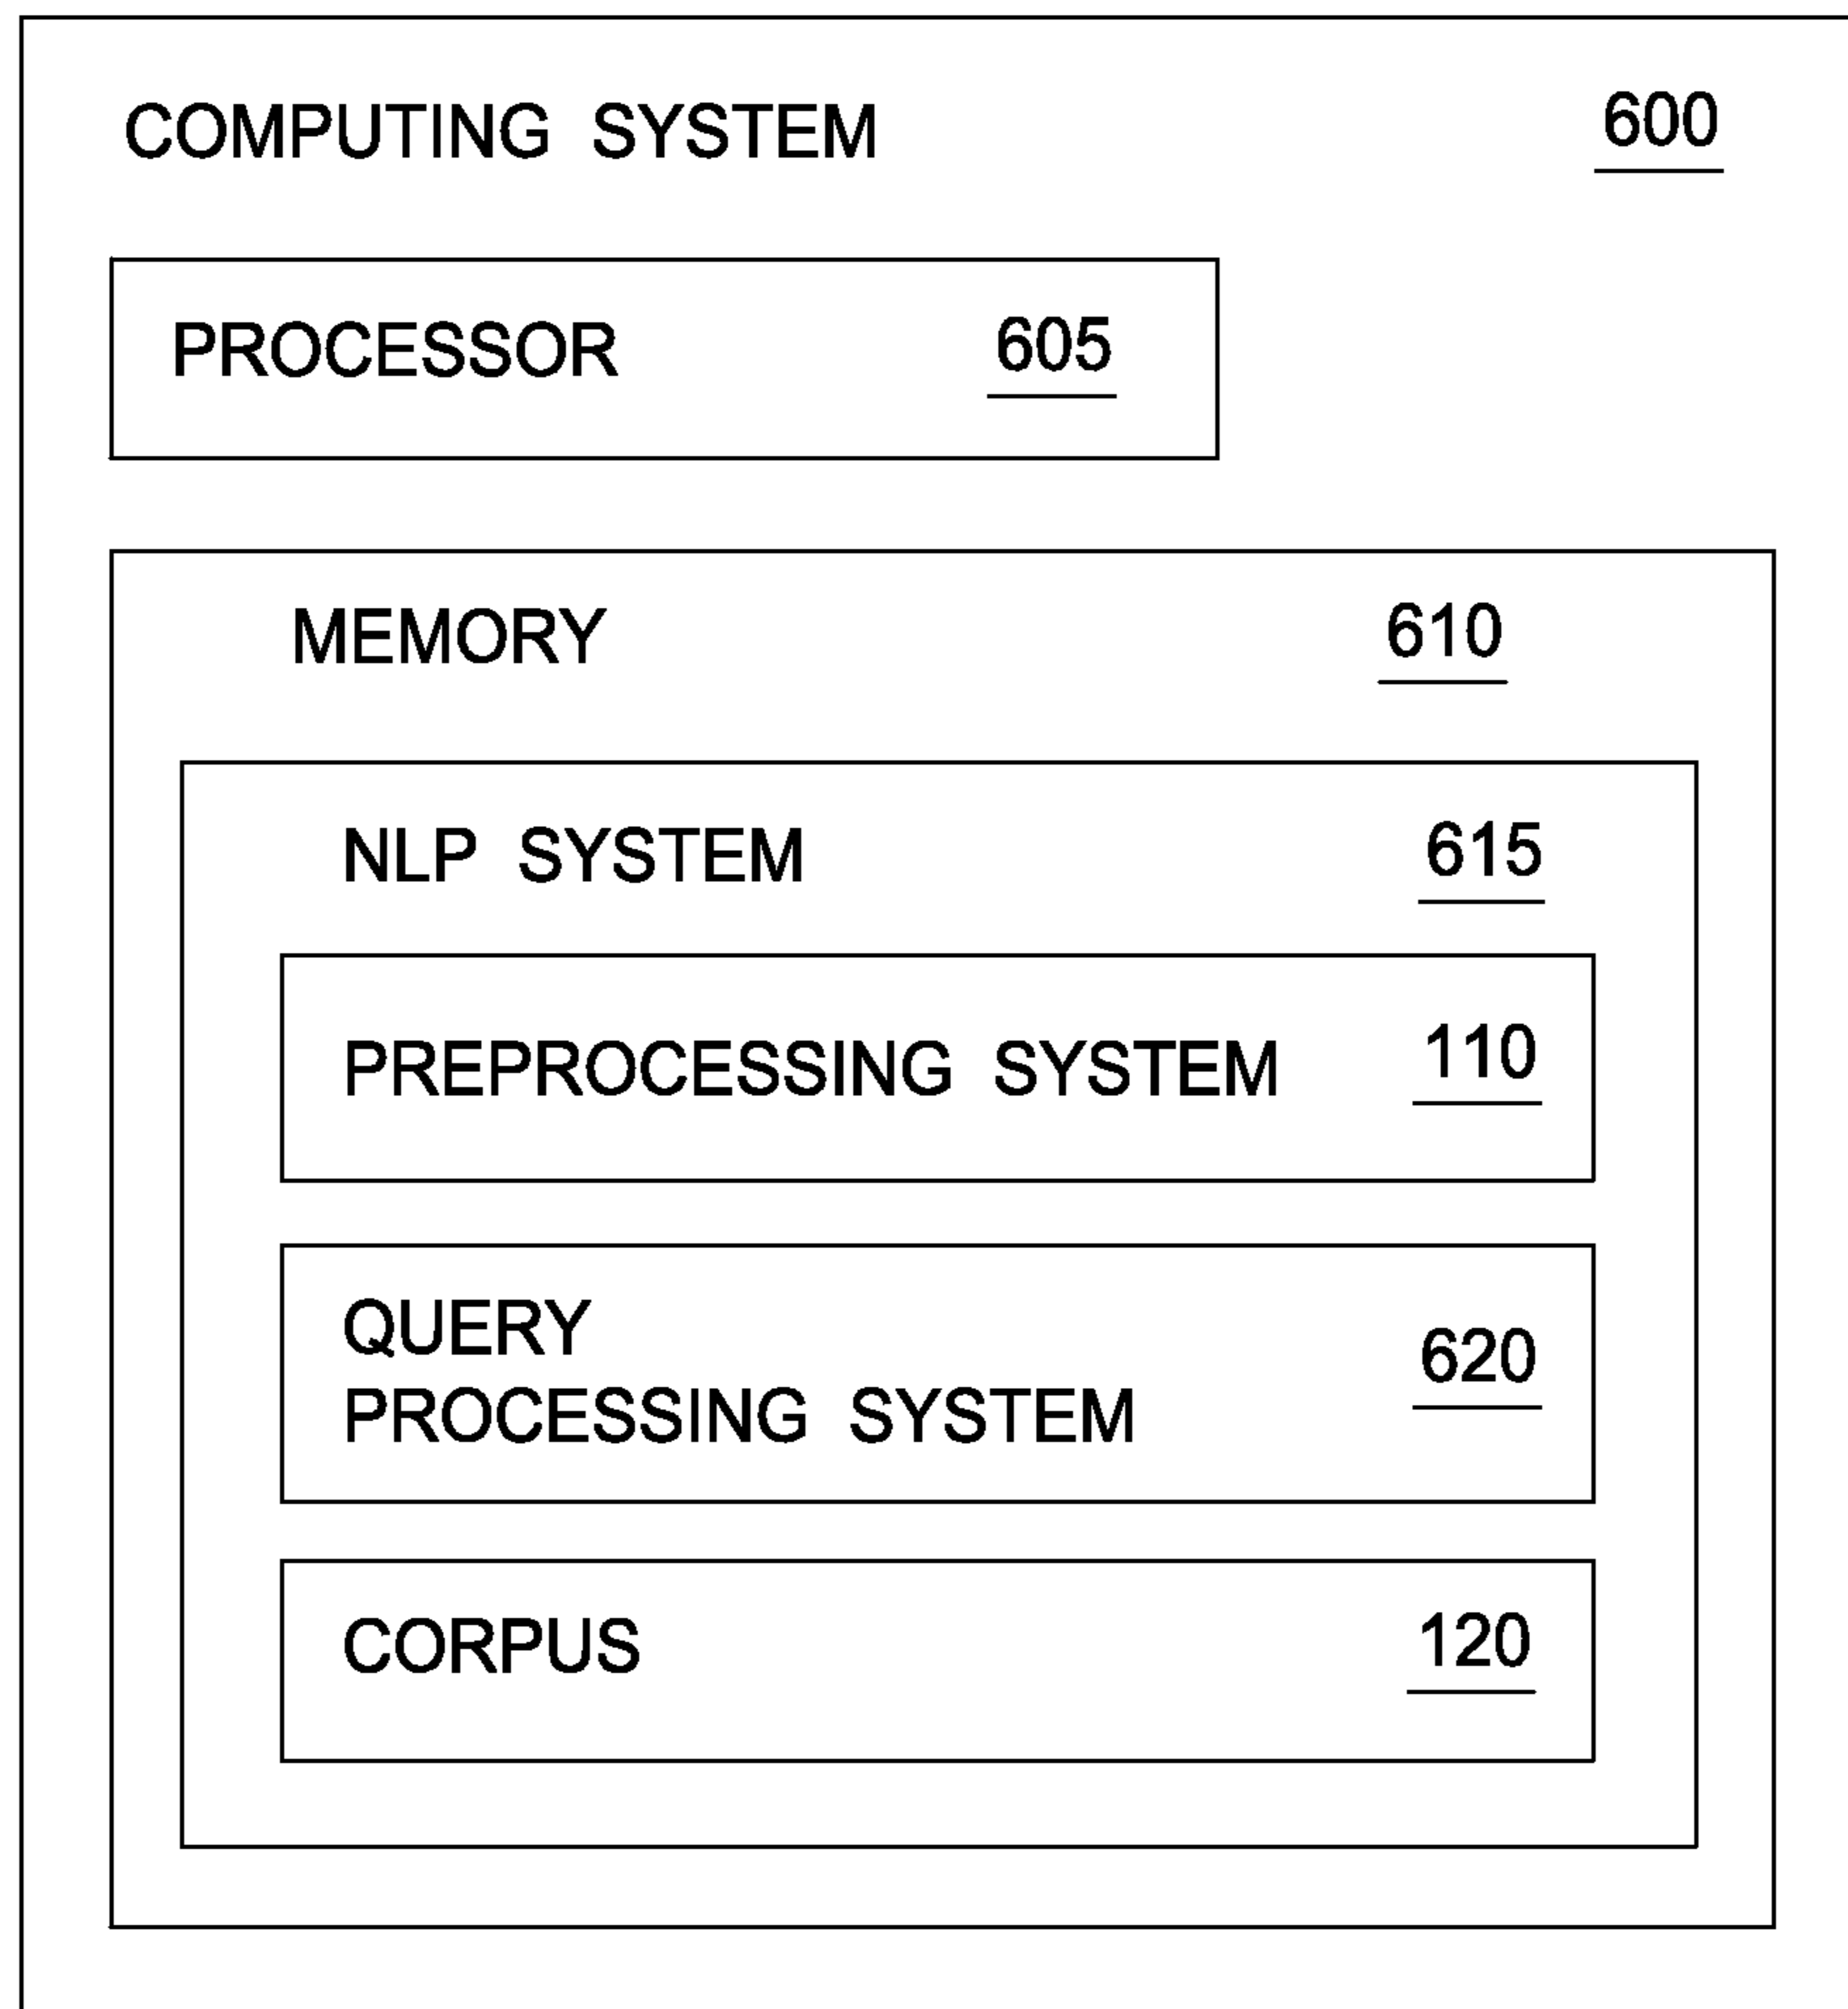 COMPUTING SYSTEM 600
PROCESSOR 605
MEMORY 610
NLP SYSTEM 615
PREPROCESSING SYSTEM 110
QUERY
PROCESSING SYSTEM 620
CORPUS 120